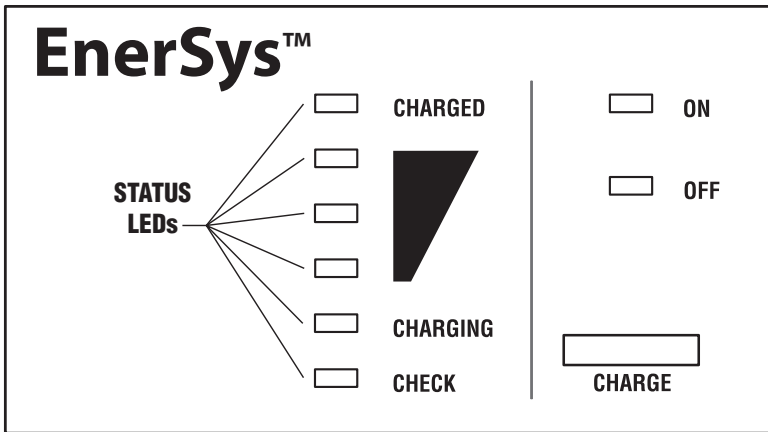 EnerSys™
STATUS
LEDs
CHARGED
CHARGING
CHECK
ON
OFF
CHARGE